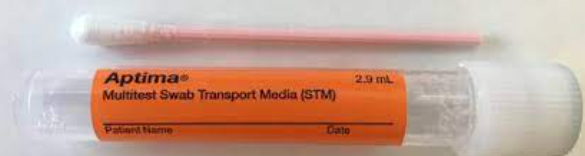 Aptima® 2.9 mL
Multitest Swab Transport Media (STM)
Patient Name Date